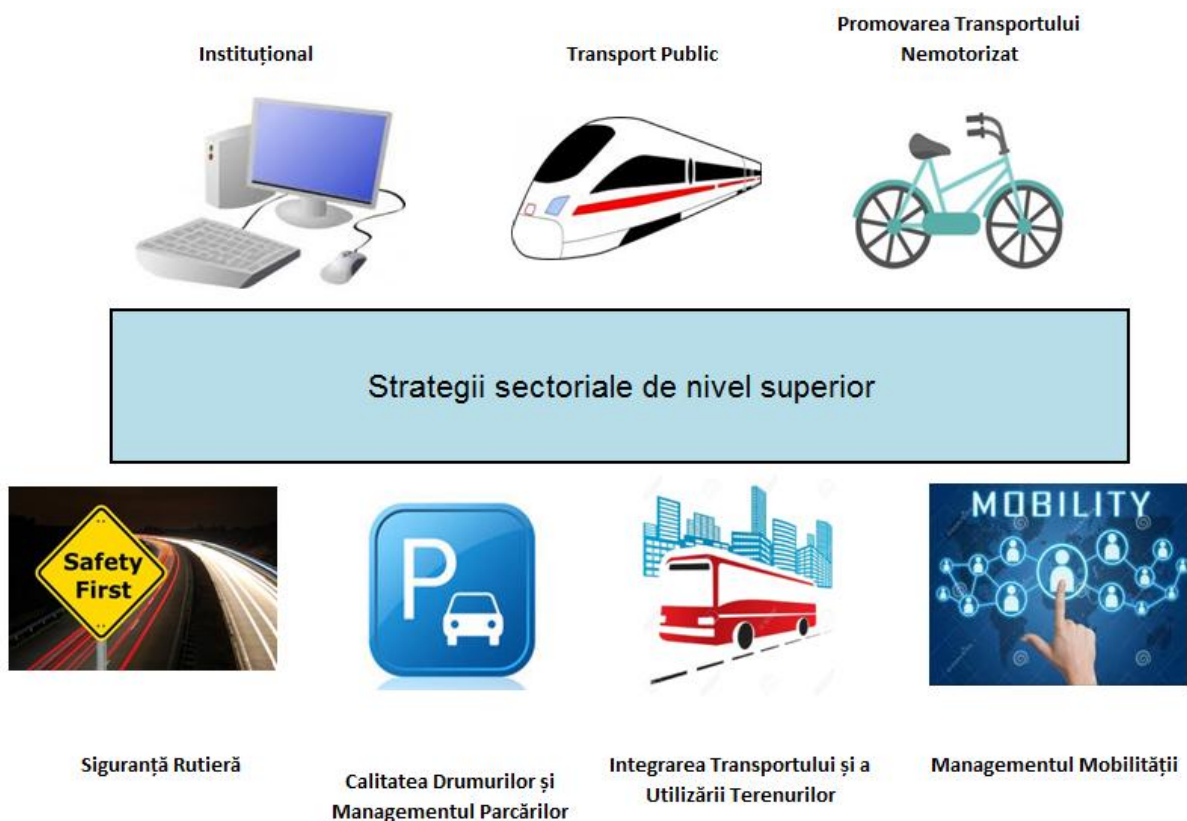 Promovarea Transportului
Nemotorizat
Instituțional
Transport Public
Strategii sectoriale de nivel superior
Safety
First
P
MOBILITY
Siguranță Rutieră
Calitatea Drumurilor și
Managementul Parcărilor
Integrarea Transportului și a
Utilizării Terenurilor
Managementul Mobilității